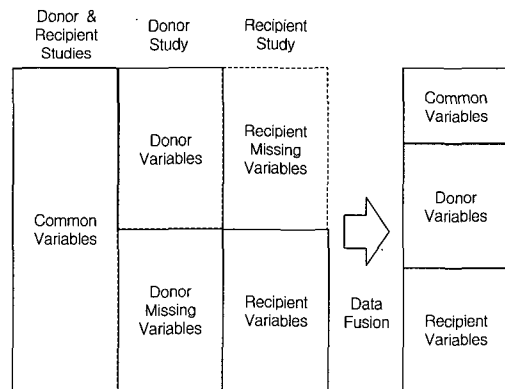 Donor &
Recipient
Studies
Donor
Study
Recipient
Study
Common
Variables
Donor
Variables
Recipient
Missing
Variables
Donor
Missing
Variables
Recipient
Variables
Data
Fusion
Common
Variables
Donor
Variables
Recipient
Variables